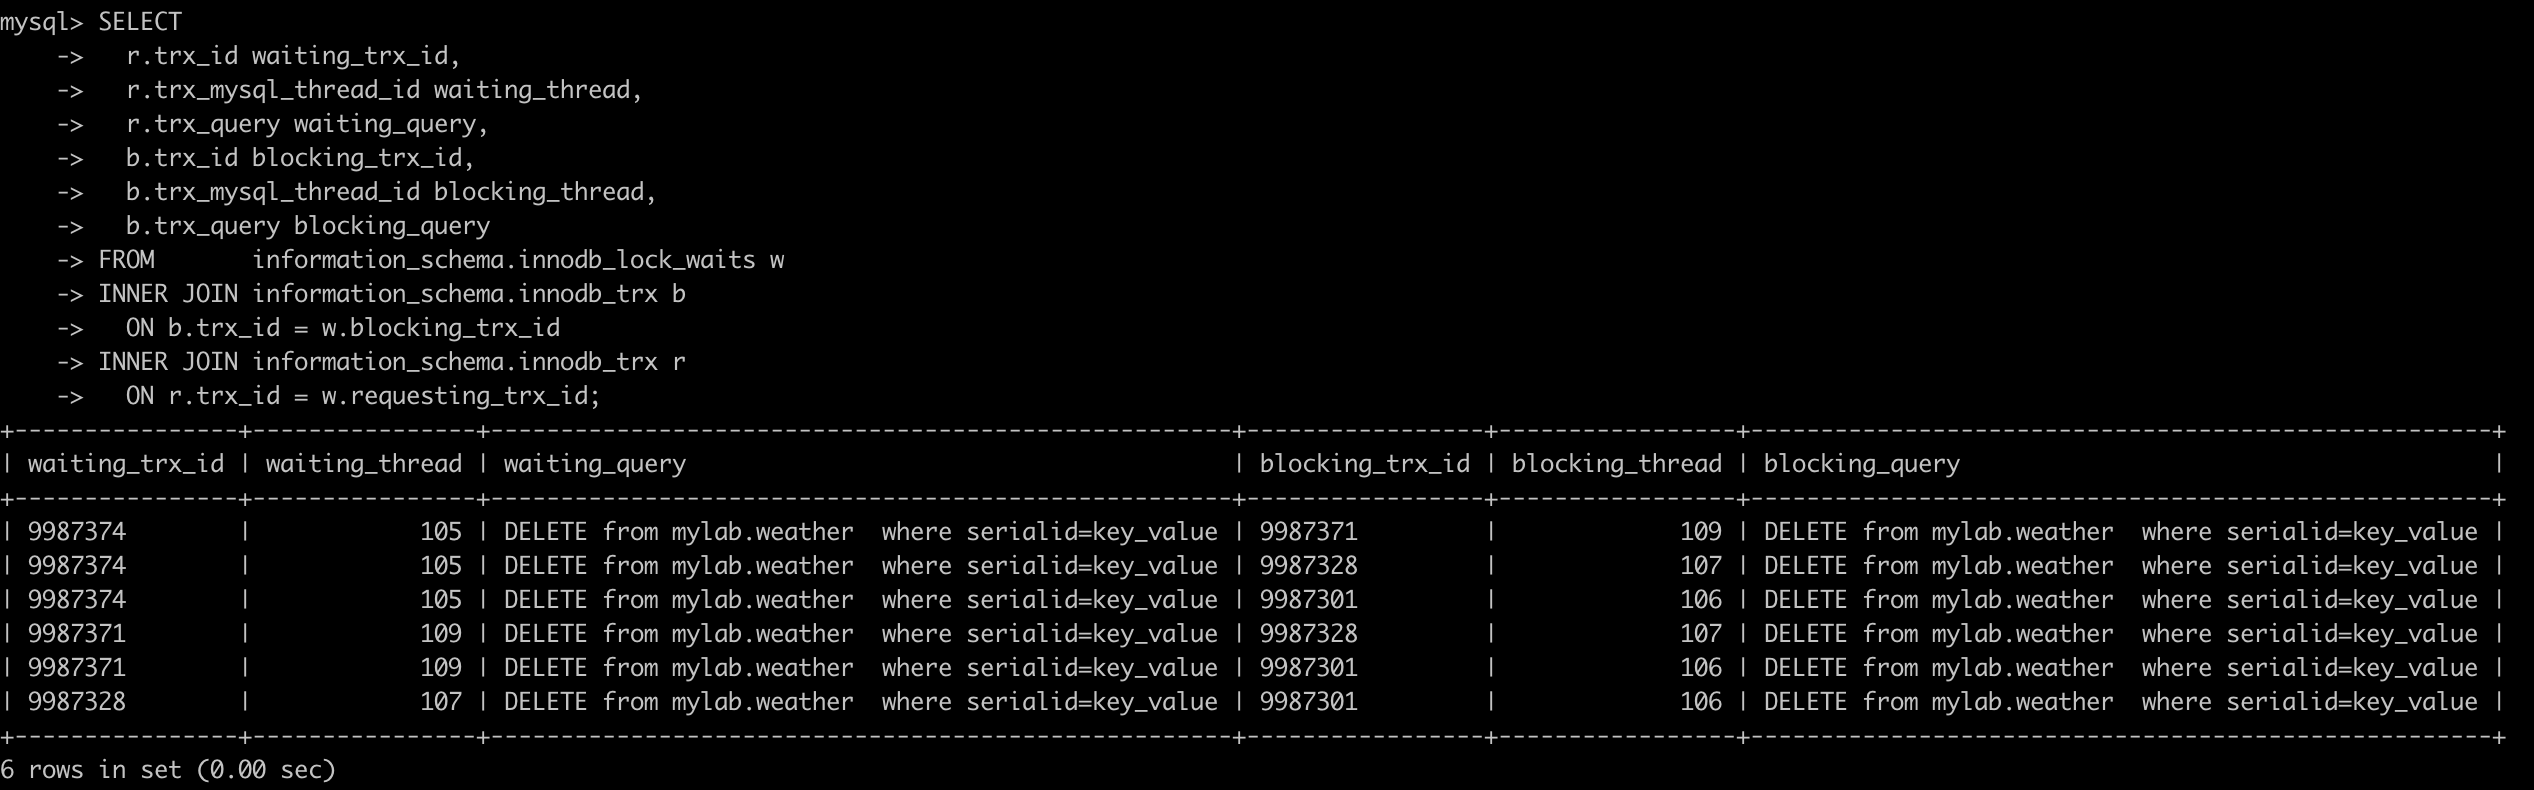 mysql> SELECT
    ->   r.trx_id waiting_trx_id,
    ->   r.trx_mysql_thread_id waiting_thread,
    ->   r.trx_query waiting_query,
    ->   b.trx_id blocking_trx_id,
    ->   b.trx_mysql_thread_id blocking_thread,
    ->   b.trx_query blocking_query
    -> FROM       information_schema.innodb_lock_waits w
    -> INNER JOIN information_schema.innodb_trx b
    ->   ON b.trx_id = w.blocking_trx_id
    -> INNER JOIN information_schema.innodb_trx r
    ->   ON r.trx_id = w.requesting_trx_id;
+----------------+----------------+-----------------------------------------------------+-----------------+-----------------+-----------------------------------------------------+
| waiting_trx_id | waiting_thread | waiting_query                                       | blocking_trx_id | blocking_thread | blocking_query                                      |
+----------------+----------------+-----------------------------------------------------+-----------------+-----------------+-----------------------------------------------------+
| 9987374        |            105 | DELETE from mylab.weather  where serialid=key_value | 9987371         |             109 | DELETE from mylab.weather  where serialid=key_value |
| 9987374        |            105 | DELETE from mylab.weather  where serialid=key_value | 9987328         |             107 | DELETE from mylab.weather  where serialid=key_value |
| 9987374        |            105 | DELETE from mylab.weather  where serialid=key_value | 9987301         |             106 | DELETE from mylab.weather  where serialid=key_value |
| 9987371        |            109 | DELETE from mylab.weather  where serialid=key_value | 9987328         |             107 | DELETE from mylab.weather  where serialid=key_value |
| 9987371        |            109 | DELETE from mylab.weather  where serialid=key_value | 9987301         |             106 | DELETE from mylab.weather  where serialid=key_value |
| 9987328        |            107 | DELETE from mylab.weather  where serialid=key_value | 9987301         |             106 | DELETE from mylab.weather  where serialid=key_value |
+----------------+----------------+-----------------------------------------------------+-----------------+-----------------+-----------------------------------------------------+
6 rows in set (0.00 sec)